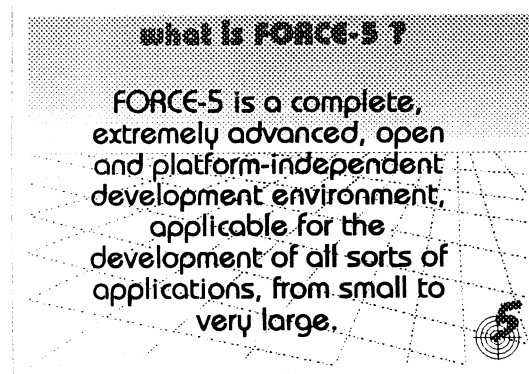 what is FORCE-5 ?
FORCE-5 is a complete,
extremely advanced, open
and platform-independent
development environment,
applicable for the
development of all sorts of
applications, from small to
very large.
5